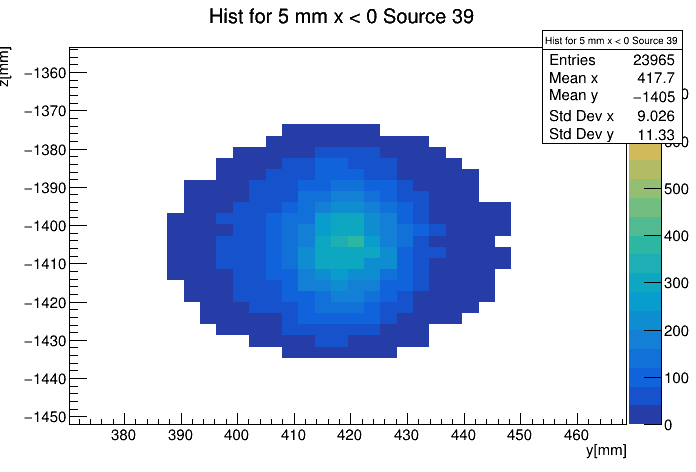 Hist for 5 mm x < 0 Source 39
z[mm]
Hist for 5 mm x < 0 Source 39
Entries 23965
Mean x 417.7
Mean y −1405
Std Dev x 9.026
Std Dev y 11.33
−1360
−1370
−1380
−1390
−1400
−1410
−1420
−1430
−1440
−1450
500
400
300
200
100
0
380 390 400 410 420 430 440 450 460
y[mm]